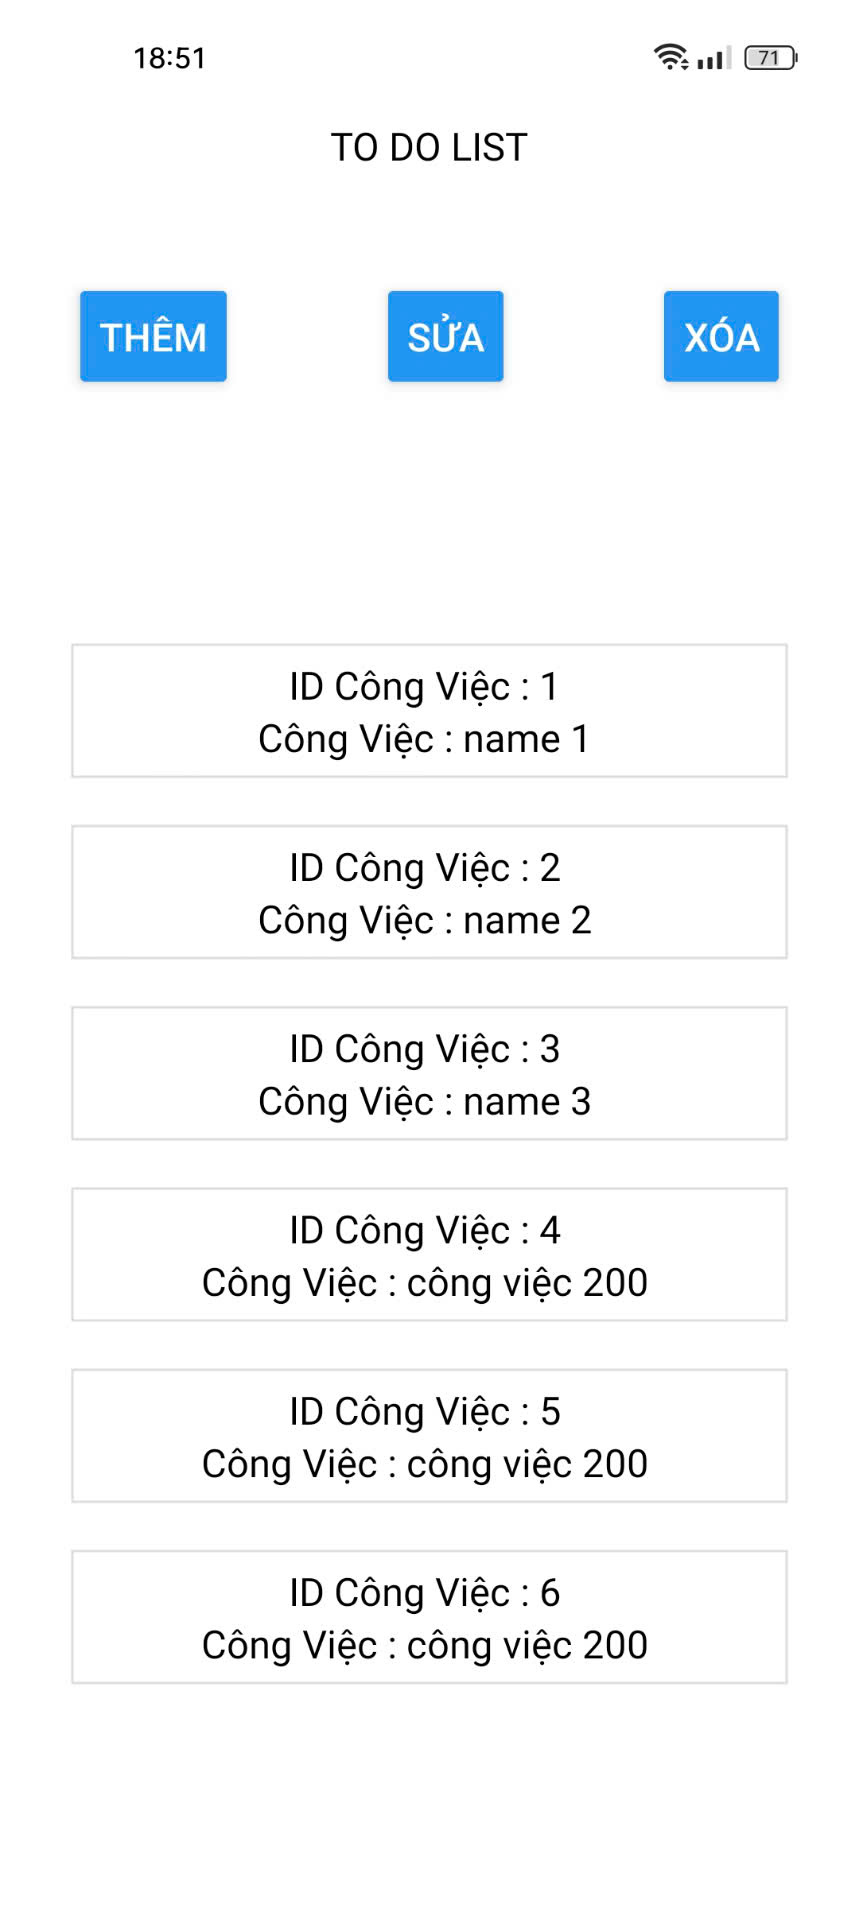 18:51
71
TO DO LIST
THÊM
SỬA
XÓA
ID Công Việc : 1
Công Việc : name 1
ID Công Việc : 2
Công Việc : name 2
ID Công Việc : 3
Công Việc : name 3
ID Công Việc : 4
Công Việc : công việc 200
ID Công Việc : 5
Công Việc : công việc 200
ID Công Việc : 6
Công Việc : công việc 200